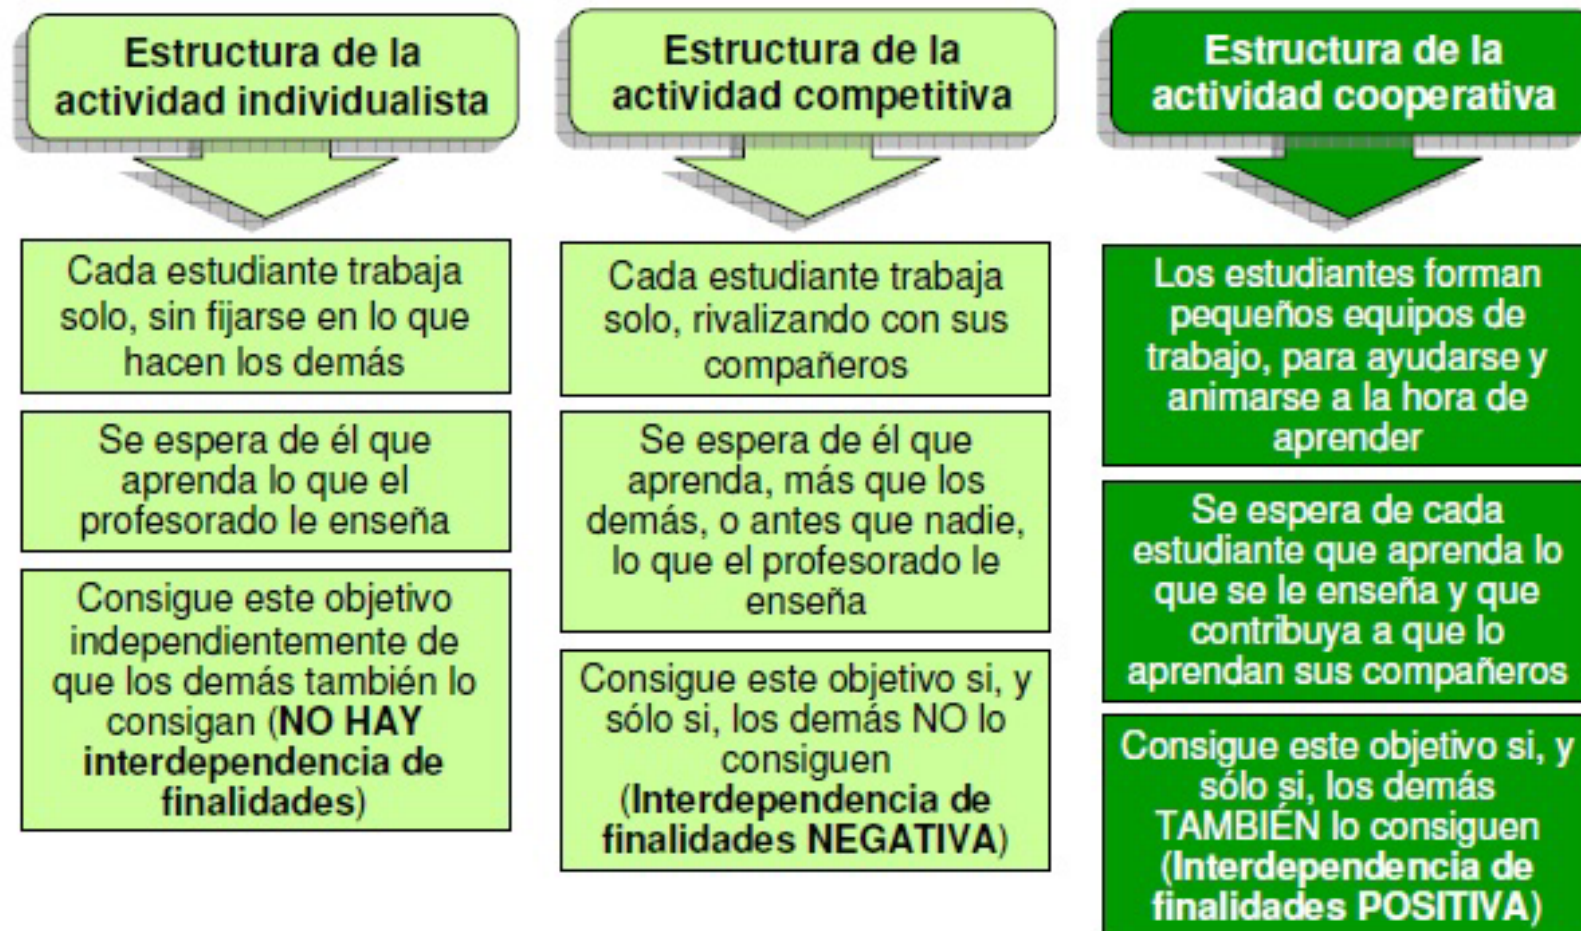 Estructura de la
actividad individualista
Cada estudiante trabaja
solo, sin fijarse en lo que
hacen los demás
Se espera de él que
aprenda lo que el
profesorado le enseña
Consigue este objetivo
independientemente de
que los demás también lo
consigan (NO HAY
interdependencia de
finalidades)
Estructura de la
actividad competitiva
Cada estudiante trabaja
solo, rivalizando con sus
compañeros
Se espera de él que
aprenda, más que los
demás, o antes que nadie,
lo que el profesorado le
enseña
Consigue este objetivo si, y
sólo si, los demás NO lo
consiguen
(Interdependencia de
finalidades NEGATIVA)
Estructura de la
actividad cooperativa
Los estudiantes forman
pequeños equipos de
trabajo, para ayudarse y
animarse a la hora de
aprender
Se espera de cada
estudiante que aprenda lo
que se le enseña y que
contribuya a que lo
aprendan sus compañeros
Consigue este objetivo si, y
sólo si, los demás
TAMBIÉN lo consiguen
(Interdependencia de
finalidades POSITIVA)